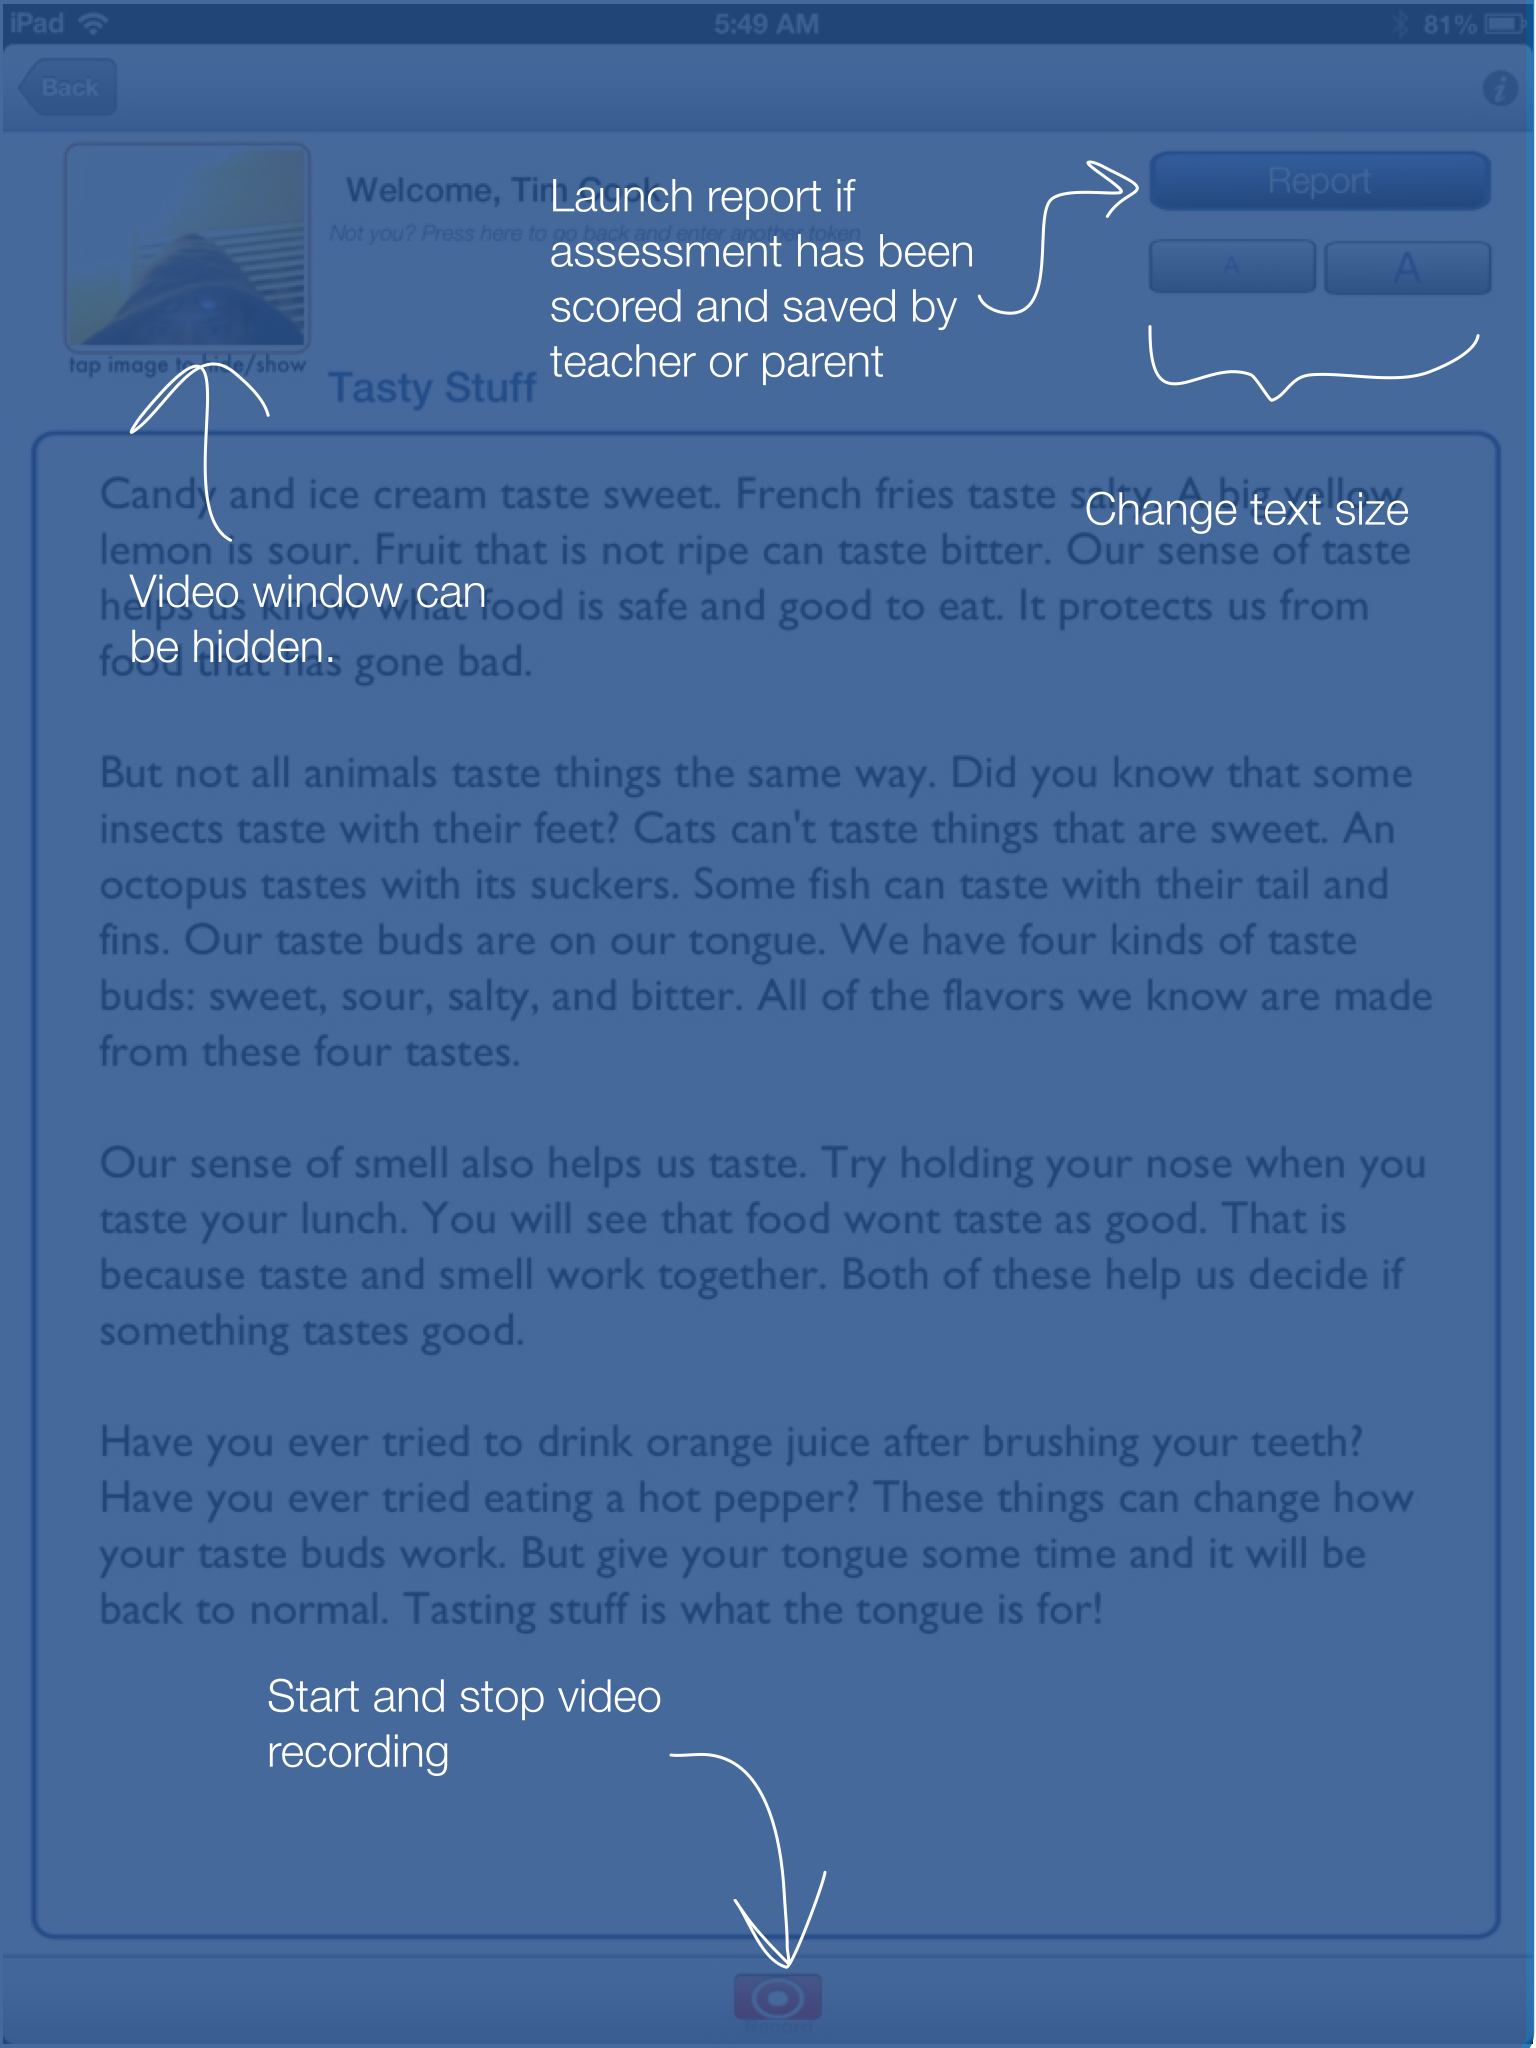 iPad
5:49 AM
81%
Back
Welcome, Tim Cook
Not you? Press here to go back and enter another token
Launch report if
assessment has been
scored and saved by
teacher or parent
Report
A
A
tap image to hide/show
Tasty Stuff
Change text size
Video window can
be hidden.
Candy and ice cream taste sweet. French fries taste salty. A big yellow
lemon is sour. Fruit that is not ripe can taste bitter. Our sense of taste
helps us know what food is safe and good to eat. It protects us from
food that has gone bad.
But not all animals taste things the same way. Did you know that some
insects taste with their feet? Cats can't taste things that are sweet. An
octopus tastes with its suckers. Some fish can taste with their tail and
fins. Our taste buds are on our tongue. We have four kinds of taste
buds: sweet, sour, salty, and bitter. All of the flavors we know are made
from these four tastes.
Our sense of smell also helps us taste. Try holding your nose when you
taste your lunch. You will see that food wont taste as good. That is
because taste and smell work together. Both of these help us decide if
something tastes good.
Have you ever tried to drink orange juice after brushing your teeth?
Have you ever tried eating a hot pepper? These things can change how
your taste buds work. But give your tongue some time and it will be
back to normal. Tasting stuff is what the tongue is for!
Start and stop video
recording